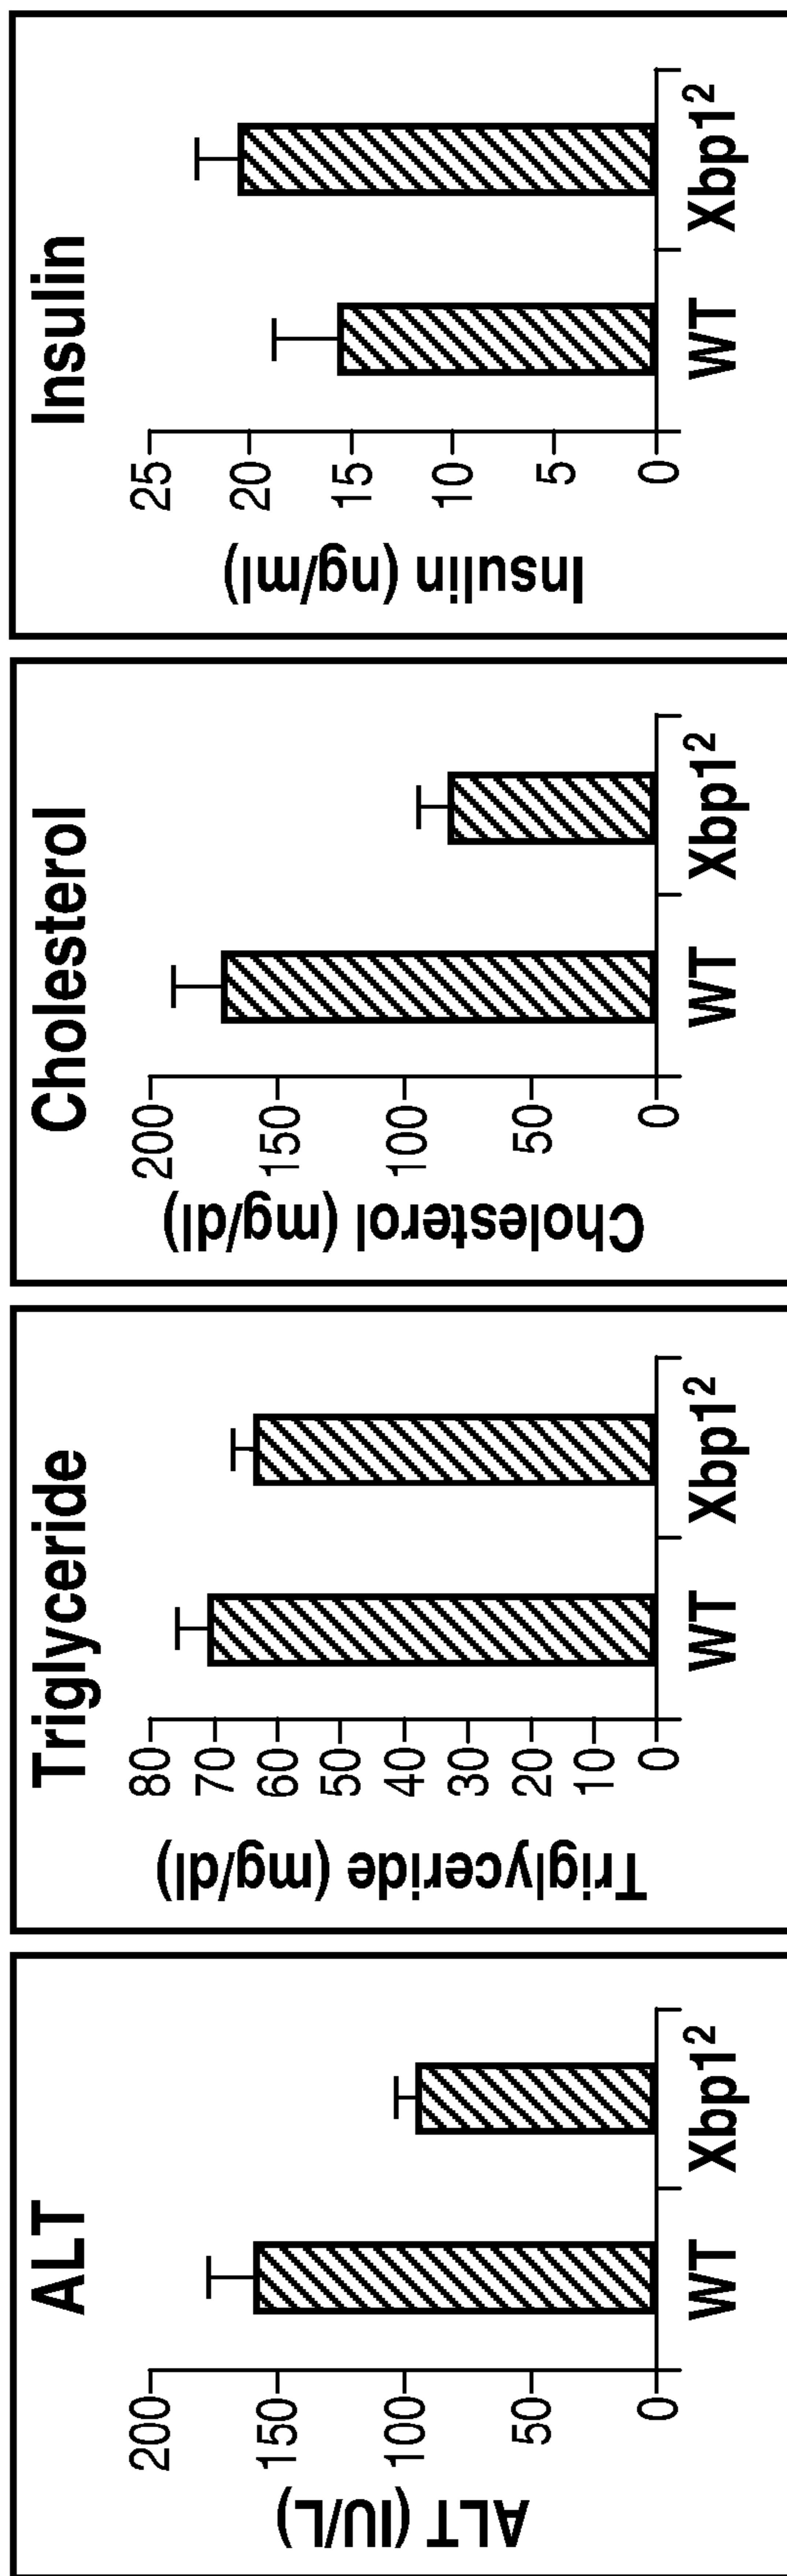 ALT
ALT (IU/L)
200
150
100
50
0
WT Xbp1²
Triglyceride
Triglyceride (mg/dl)
80
70
60
50
40
30
20
10
0
WT Xbp1²
Cholesterol
Cholesterol (mg/dl)
200
150
100
50
0
WT Xbp1²
Insulin
Insulin (ng/ml)
25
20
15
10
5
0
WT Xbp1²